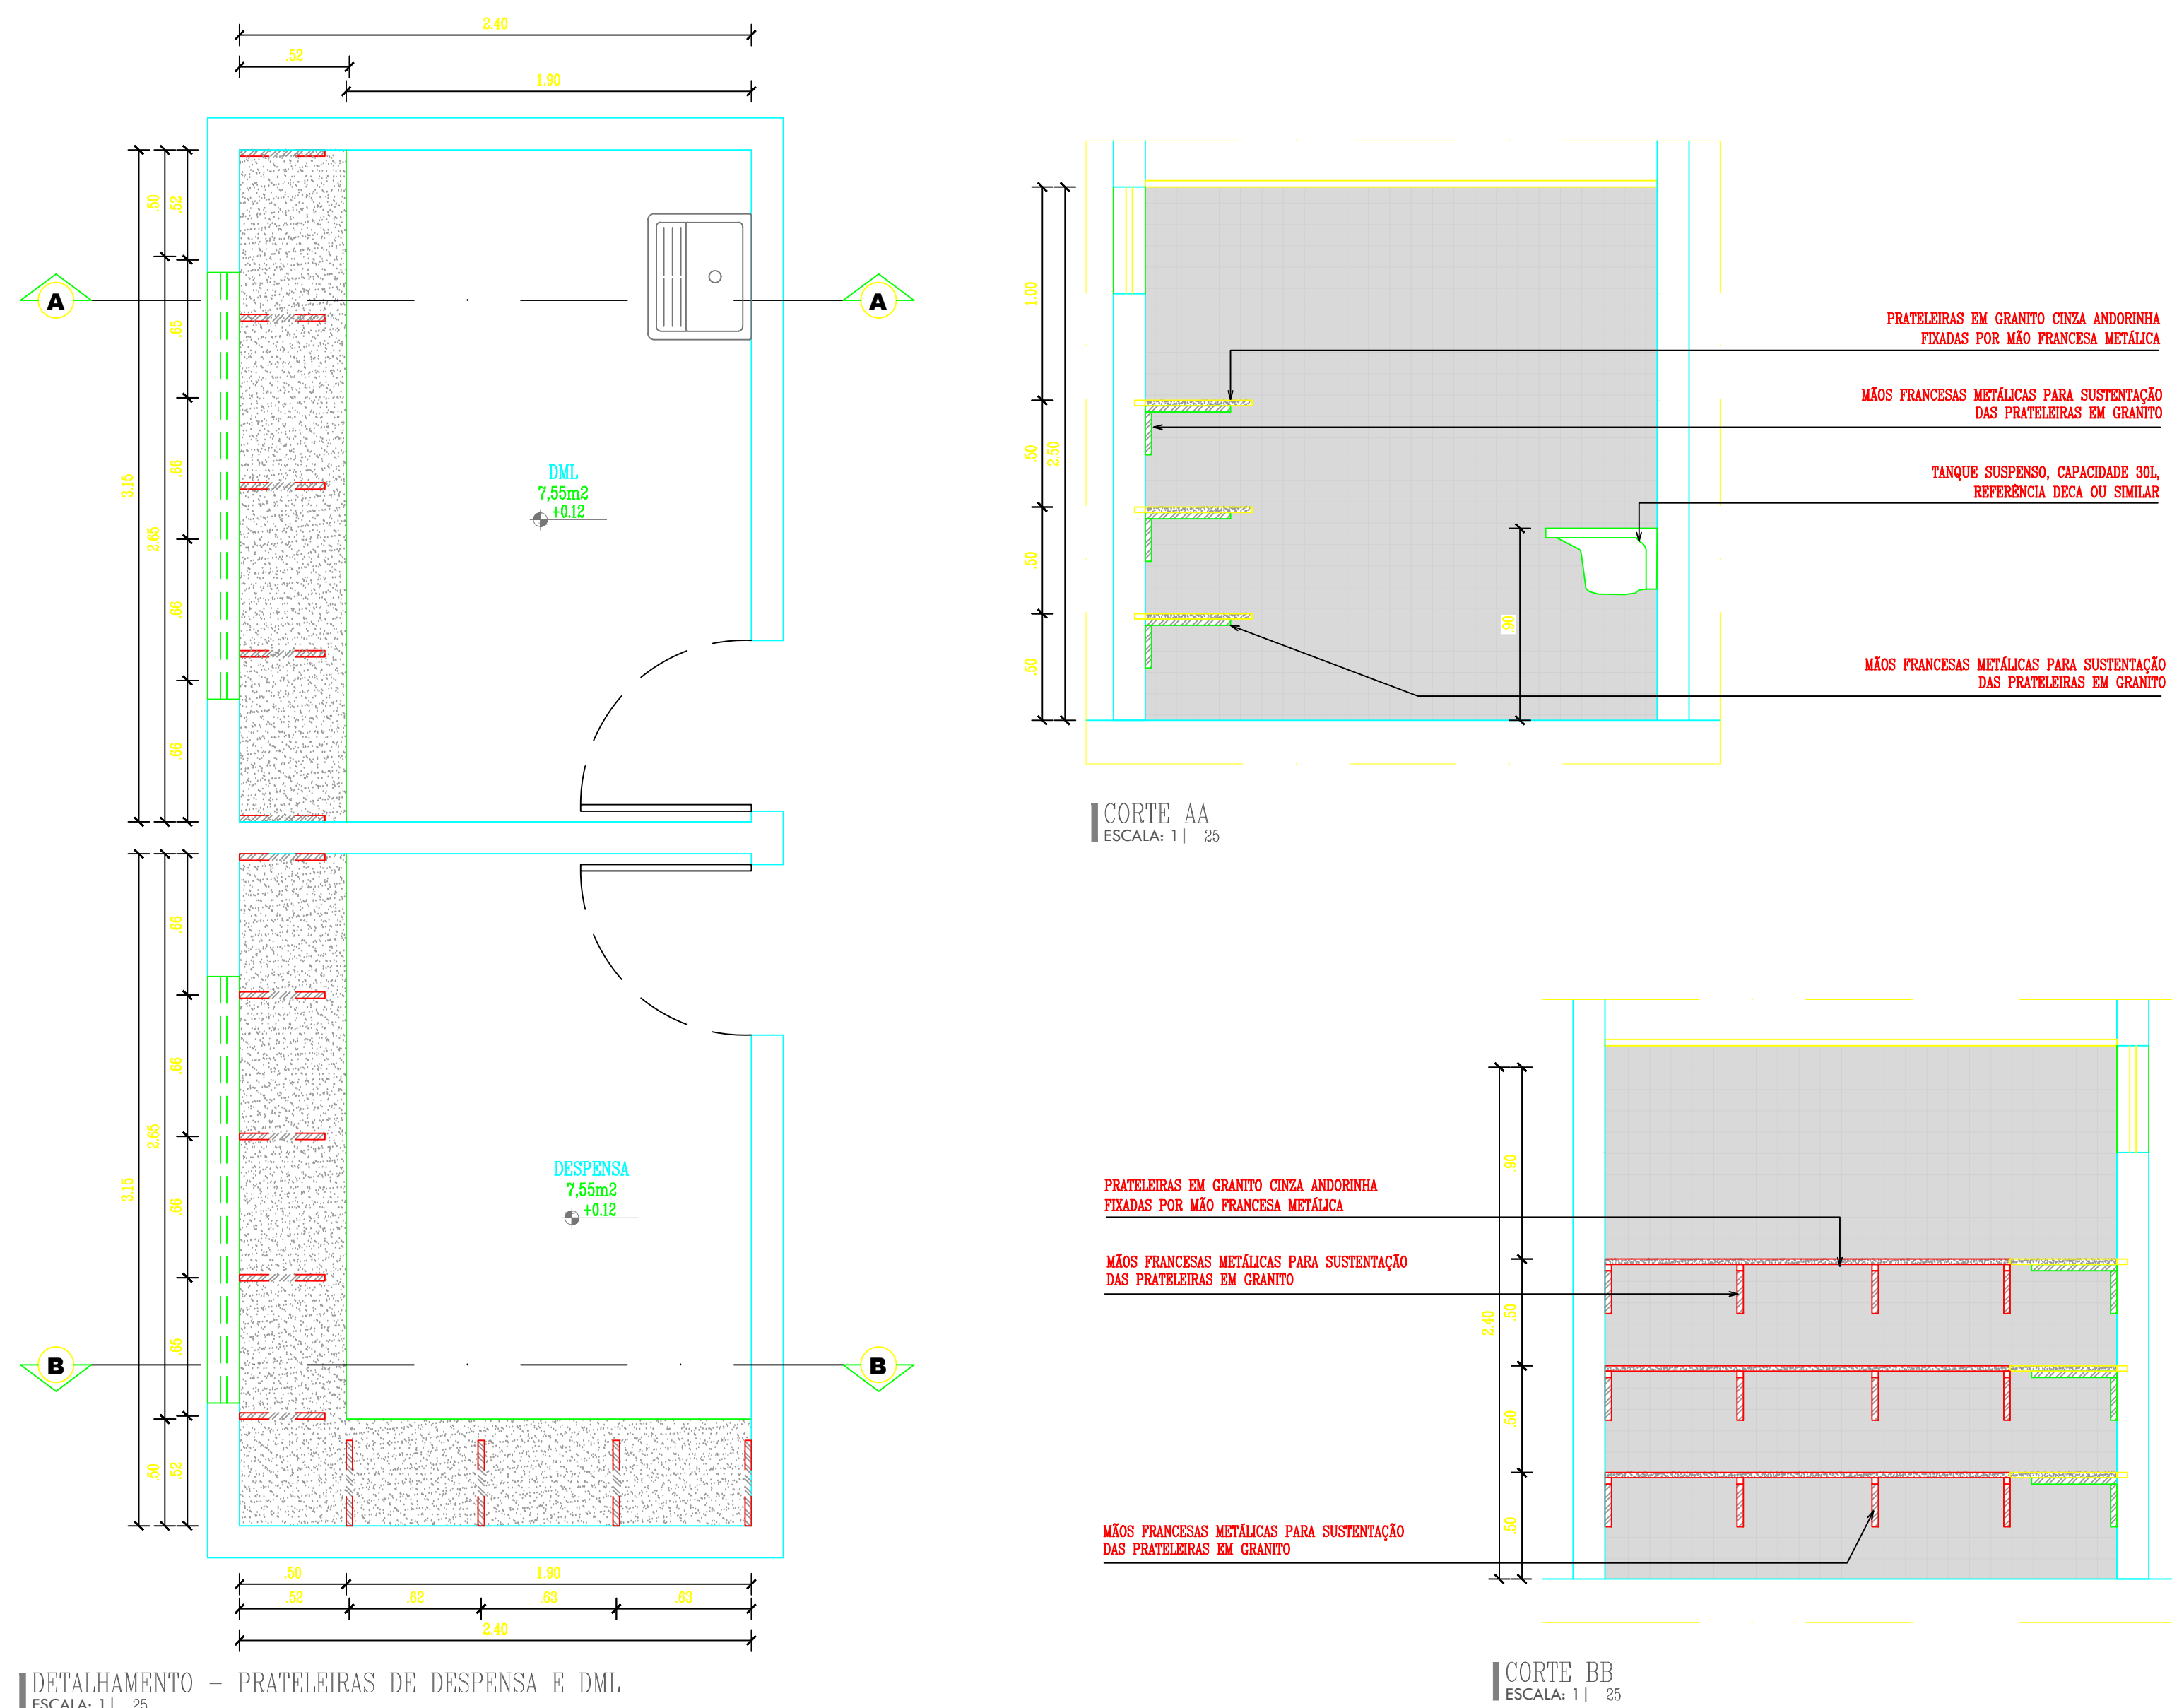 2.40
.52
1.90
3.15
.50
2.65
.52
.65
.66
.66
.66
A
A
DML
7,55m2
+0.12
3.15
2.65
.50
.66
.66
.66
.65
.52
DESPENSA
7,55m2
+0.12
B
B
.50
1.90
.52
.62
.63
.63
2.40
DETALHAMENTO - PRATELEIRAS DE DESPENSA E DML
ESCALA: 1| 25
1.00
.50
2.50
.50
.50
.90
PRATELEIRAS EM GRANITO CINZA ANDORINHA
FIXADAS POR MÃO FRANCESA METÁLICA
MÃOS FRANCESAS METÁLICAS PARA SUSTENTAÇÃO
DAS PRATELEIRAS EM GRANITO
TANQUE SUSPENSO, CAPACIDADE 30L,
REFERÊNCIA DECA OU SIMILAR
MÃOS FRANCESAS METÁLICAS PARA SUSTENTAÇÃO
DAS PRATELEIRAS EM GRANITO
CORTE AA
ESCALA: 1| 25
PRATELEIRAS EM GRANITO CINZA ANDORINHA
FIXADAS POR MÃO FRANCESA METÁLICA
MÃOS FRANCESAS METÁLICAS PARA SUSTENTAÇÃO
DAS PRATELEIRAS EM GRANITO
MÃOS FRANCESAS METÁLICAS PARA SUSTENTAÇÃO
DAS PRATELEIRAS EM GRANITO
.90
2.40
.50
.50
.50
CORTE BB
ESCALA: 1| 25